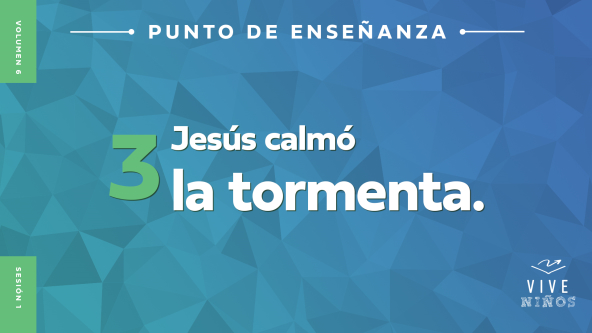 VOLUMEN 6
PUNTO DE ENSEÑANZA
3
Jesús calmó
la tormenta.
SESIÓN 1
VIVE
NIÑOS